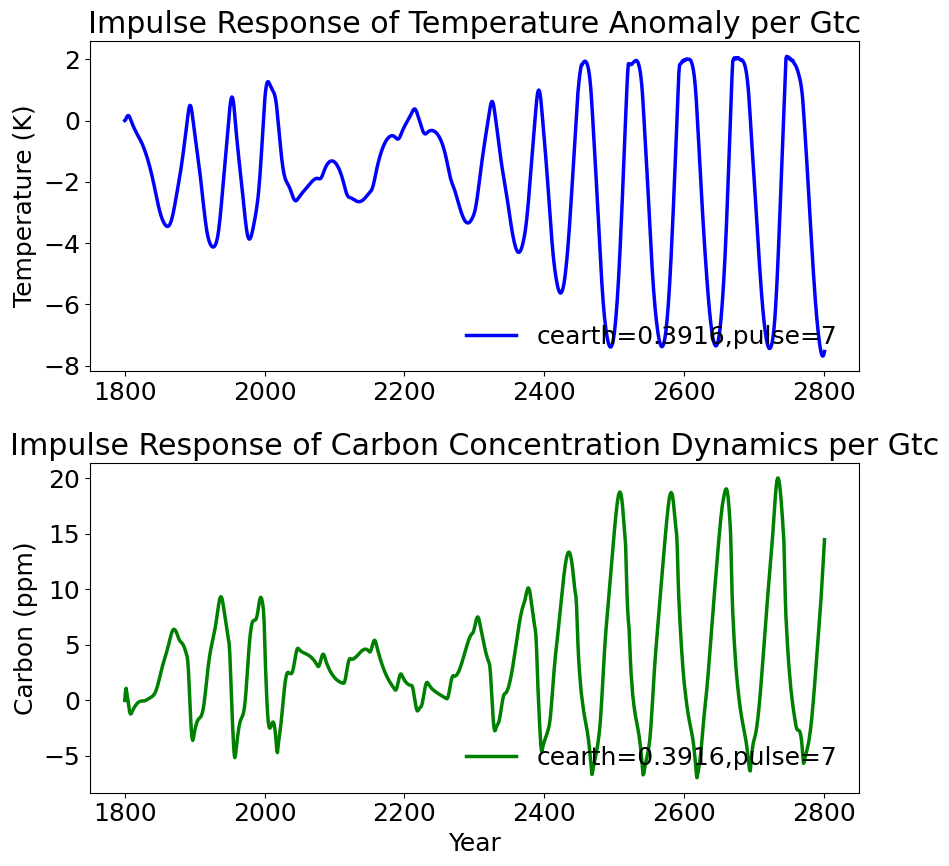 Impulse Response of Temperature Anomaly per Gtc
2
0
−2
−4
−6
−8
Temperature (K)
cearth=0.3916,pulse=7
1800 2000 2200 2400 2600 2800
Impulse Response of Carbon Concentration Dynamics per Gtc
20
15
10
5
0
−5
Carbon (ppm)
cearth=0.3916,pulse=7
1800 2000 2200 2400 2600 2800
Year